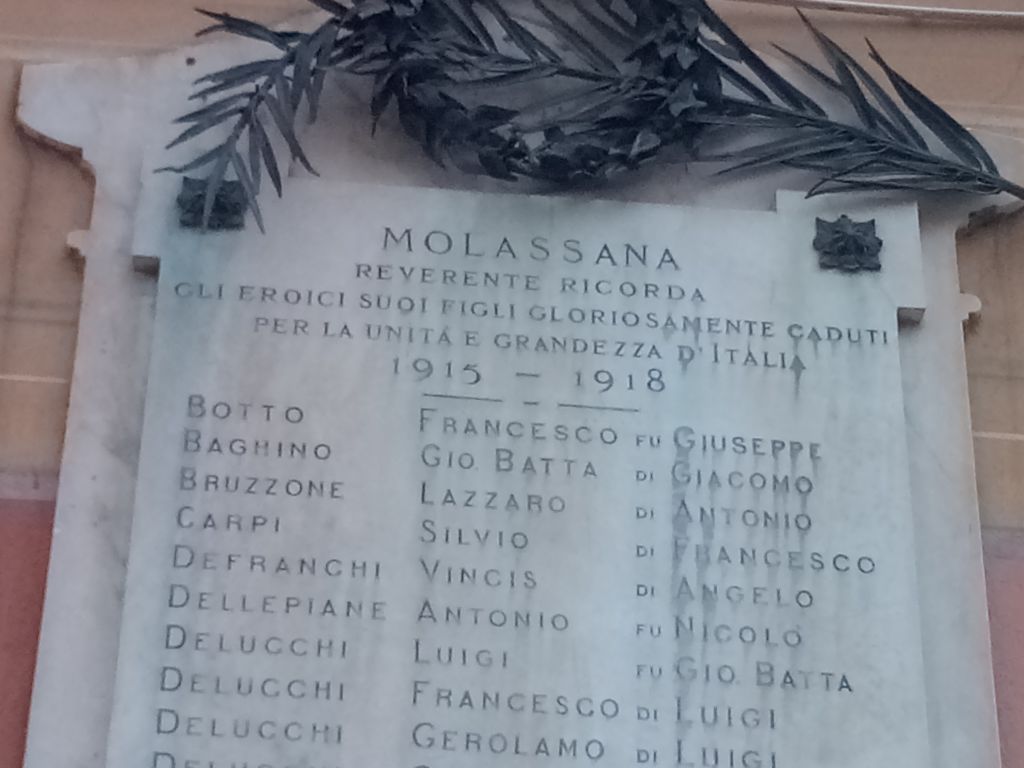 MOLASSANA
REVERENTE RICORDA
GLI EROICI SUOI FIGLI GLORIOSAMENTE CADUTI
PER LA UNITÁ E GRANDEZZA D'ITALIA
1915 — 1918
BOTTO FRANCESCO FU GIUSEPPE
BAGHINO GIO. BATTA DI GIACOMO
BRUZZONE LAZZARO DI ANTONIO
CARPI SILVIO DI FRANCESCO
DEFRANCHI VINCIS DI ANGELO
DELLEPIANE ANTONIO FU NICOLÒ
DELUCCHI LUIGI FU GIO. BATTA
DELUCCHI FRANCESCO DI LUIGI
DELUCCHI GEROLAMO DI LUIGI